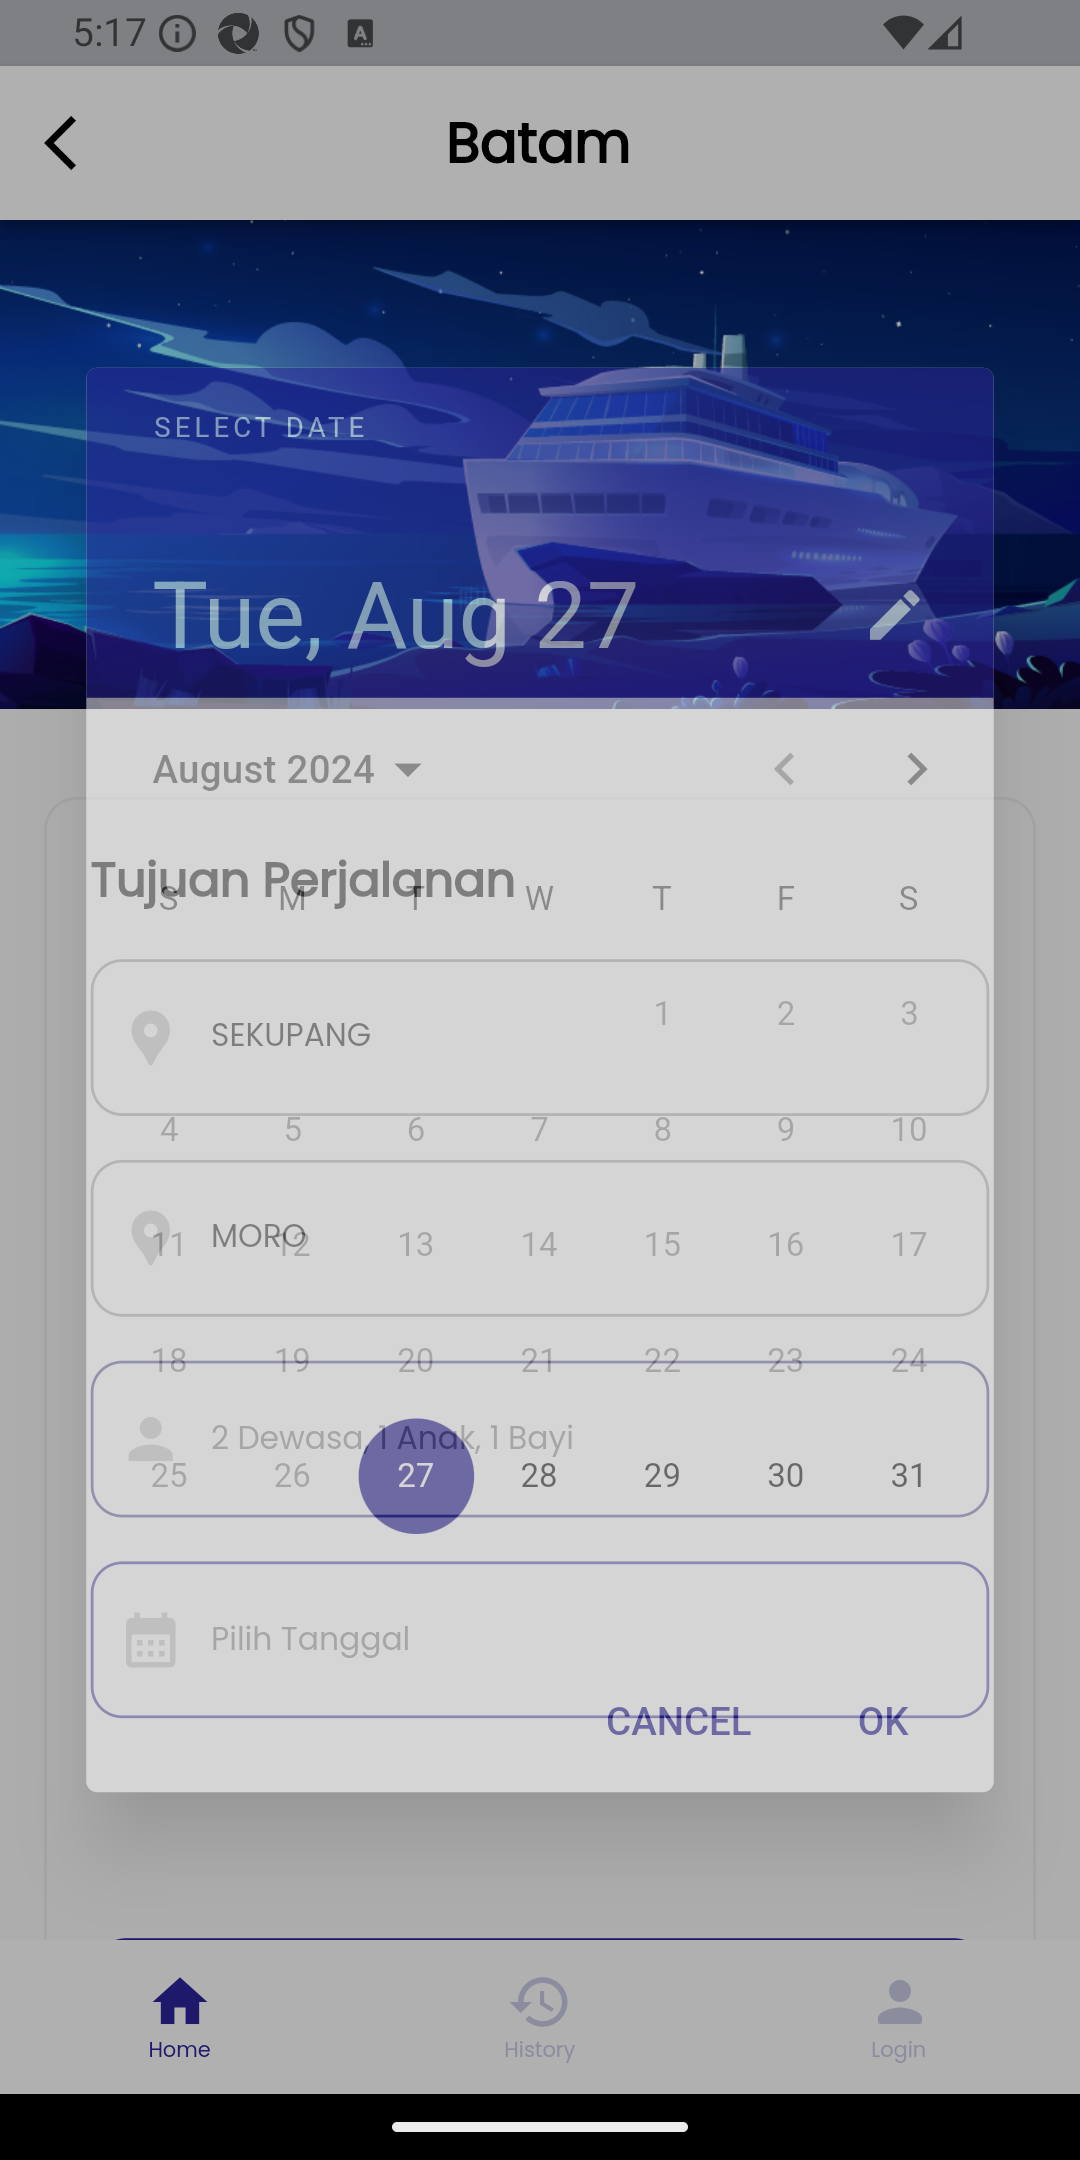 5:17
Batam
SELECT DATE
Tue, Aug 27
August 2024
Tujuan Perjalanan
S M T W T F S
SEKUPANG
1 2 3
4 5 6 7 8 9 10
MORO
11 12 13 14 15 16 17
18 19 20 21 22 23 24
2 Dewasa, 1 Anak, 1 Bayi
25 26 27 28 29 30 31
Pilih Tanggal
CANCEL OK
Home History Login